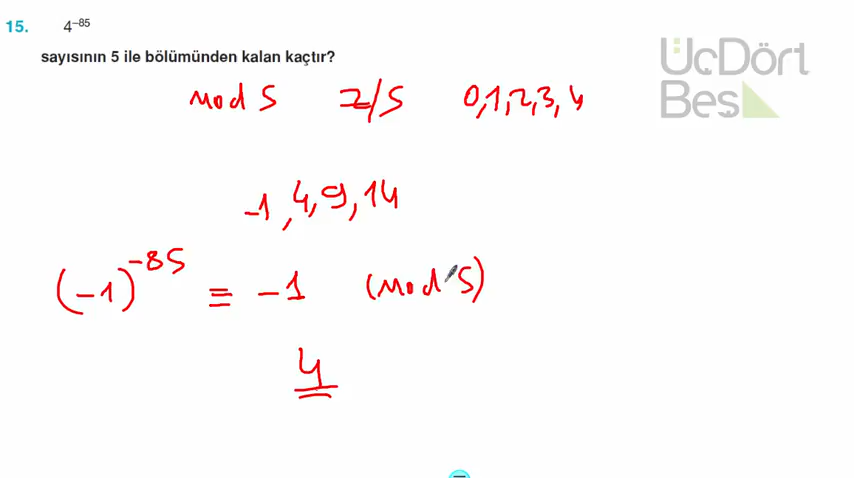 15. 4⁻⁸⁵
sayısının 5 ile bölümünden kalan kaçtır?
ÜçDört
Beş
mod 5 Z/5 0,1,2,3,4
-1,4,9,14
(-1)⁻⁸⁵ ≡ -1 (mod 5)
4